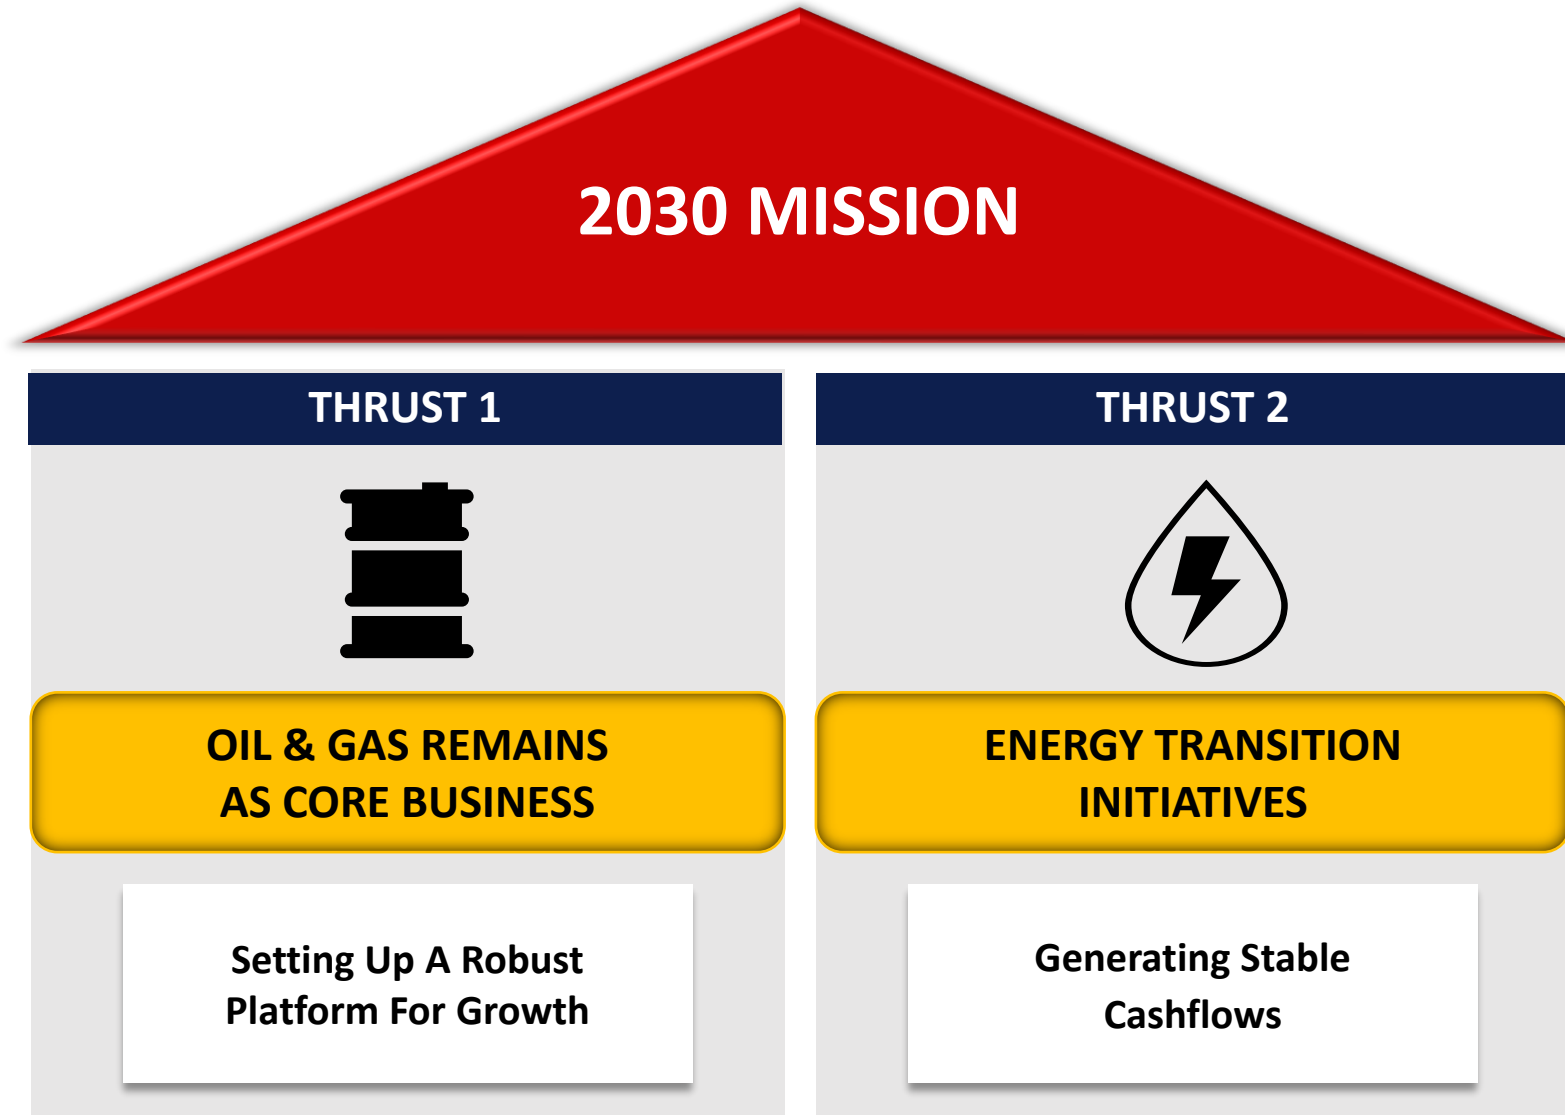 2030 MISSION
THRUST 1
OIL & GAS REMAINS
AS CORE BUSINESS
Setting Up A Robust
Platform For Growth
THRUST 2
ENERGY TRANSITION
INITIATIVES
Generating Stable
Cashflows